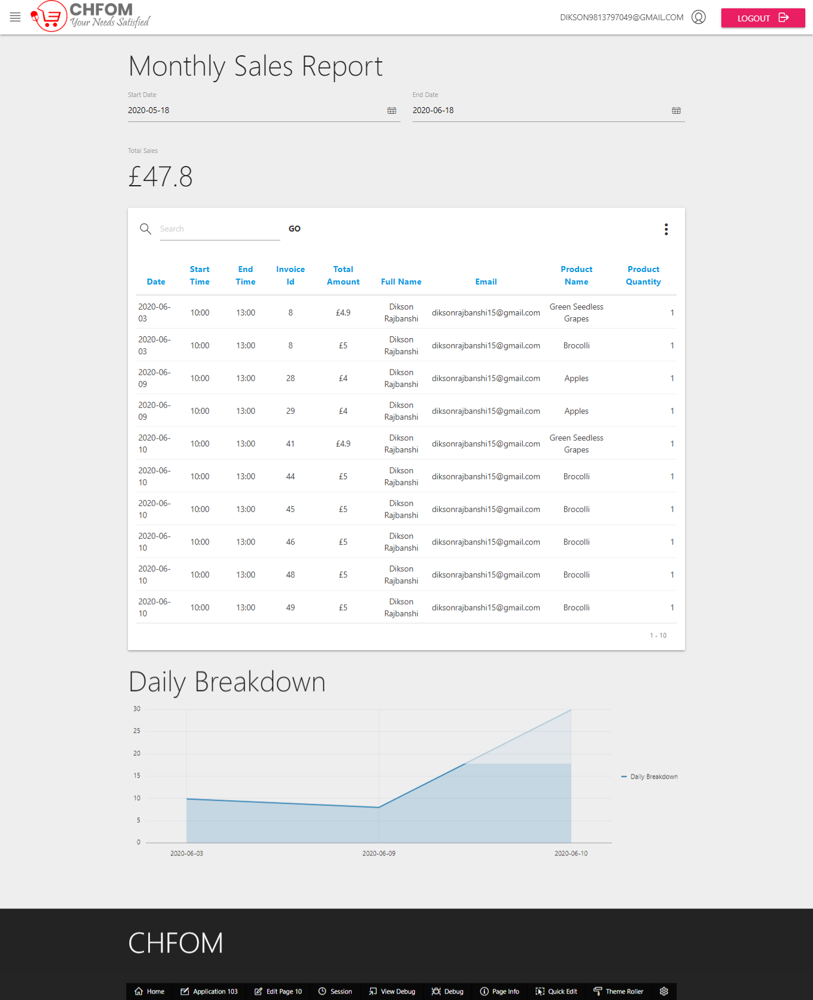 CHFOM
Your Needs Satisfied
DIKSON9813797049@GMAIL.COM
LOGOUT
Monthly Sales Report
Start Date
2020-05-18
End Date
2020-06-18
Total Sales
£47.8
Search GO
Date Start Time End Time Invoice Id Total Amount Full Name Email Product Name Product Quantity
2020-06-03 10:00 13:00 8 £4.9 Dikson Rajbanshi diksonrajbanshi15@gmail.com Green Seedless Grapes 1
2020-06-03 10:00 13:00 8 £5 Dikson Rajbanshi diksonrajbanshi15@gmail.com Brocolli 1
2020-06-09 10:00 13:00 28 £4 Dikson Rajbanshi diksonrajbanshi15@gmail.com Apples 1
2020-06-09 10:00 13:00 29 £4 Dikson Rajbanshi diksonrajbanshi15@gmail.com Apples 1
2020-06-10 10:00 13:00 41 £4.9 Dikson Rajbanshi diksonrajbanshi15@gmail.com Green Seedless Grapes 1
2020-06-10 10:00 13:00 44 £5 Dikson Rajbanshi diksonrajbanshi15@gmail.com Brocolli 1
2020-06-10 10:00 13:00 45 £5 Dikson Rajbanshi diksonrajbanshi15@gmail.com Brocolli 1
2020-06-10 10:00 13:00 46 £5 Dikson Rajbanshi diksonrajbanshi15@gmail.com Brocolli 1
2020-06-10 10:00 13:00 48 £5 Dikson Rajbanshi diksonrajbanshi15@gmail.com Brocolli 1
2020-06-10 10:00 13:00 49 £5 Dikson Rajbanshi diksonrajbanshi15@gmail.com Brocolli 1
1 - 10
Daily Breakdown
30
25
20
15
10
5
0
2020-06-03 2020-06-09 2020-06-10
Daily Breakdown
CHFOM
Home Application 103 Edit Page 10 Session View Debug Debug Page Info Quick Edit Theme Roller